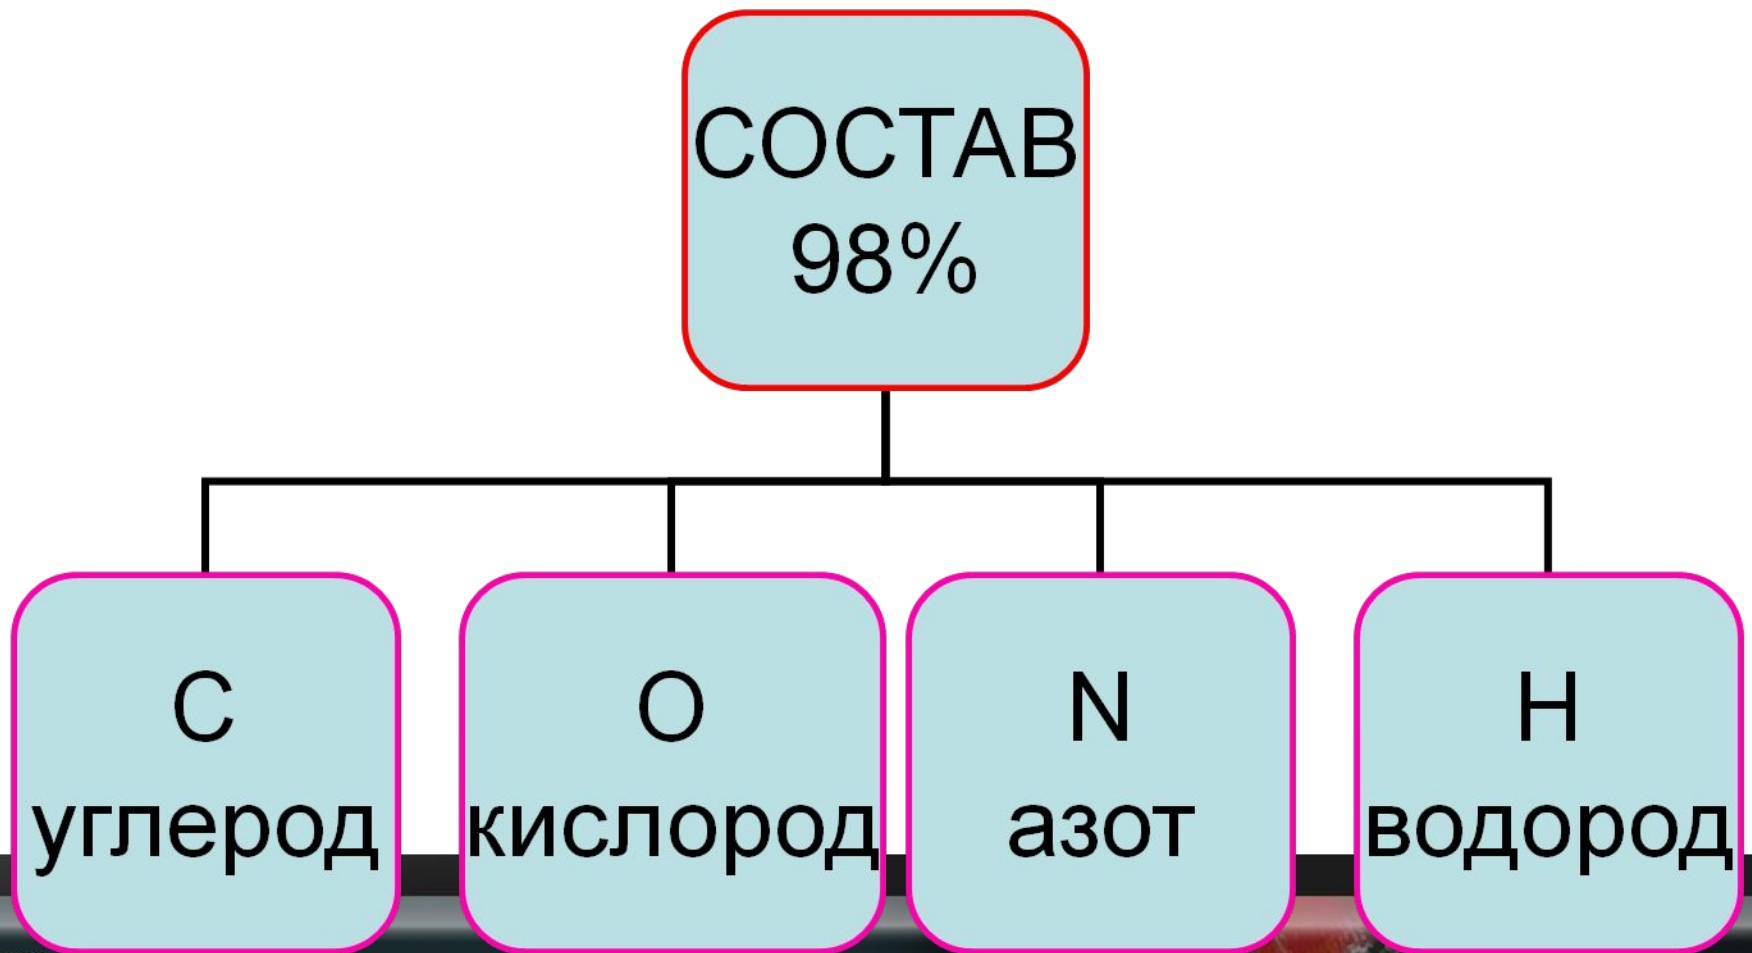 СОСТАВ
98%
C
углерод
O
кислород
N
азот
H
водород